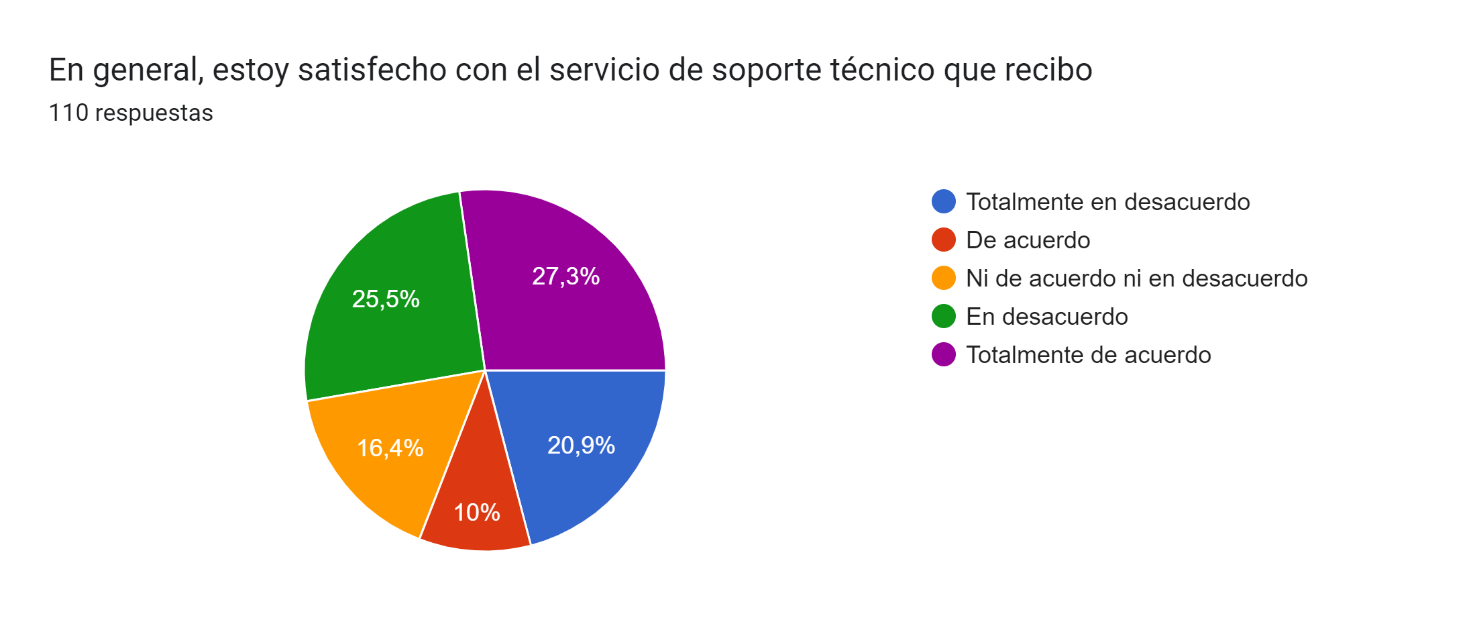 En general, estoy satisfecho con el servicio de soporte técnico que recibo
110 respuestas
Totalmente en desacuerdo
De acuerdo
Ni de acuerdo ni en desacuerdo
En desacuerdo
Totalmente de acuerdo
27,3%
25,5%
16,4%
20,9%
10%